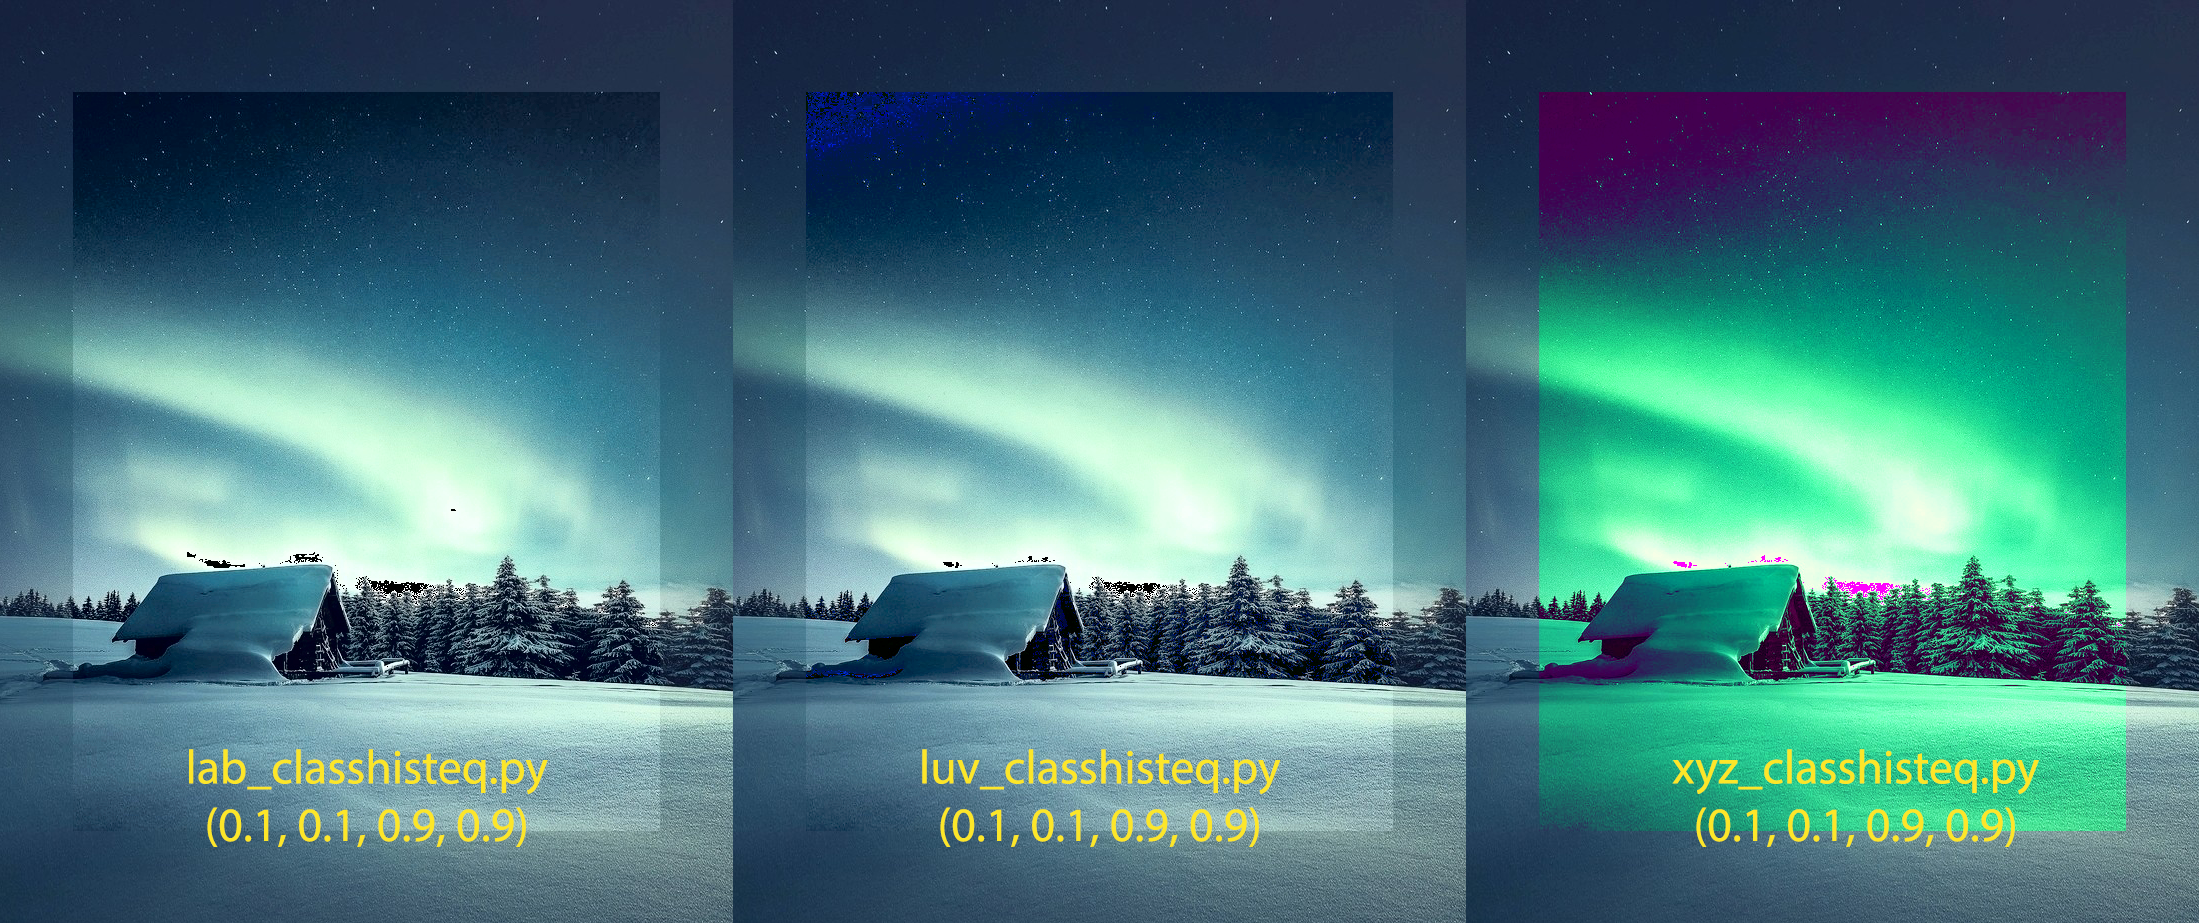 lab_classhisteq.py
(0.1, 0.1, 0.9, 0.9)
luv_classhisteq.py
(0.1, 0.1, 0.9, 0.9)
xyz_classhisteq.py
(0.1, 0.1, 0.9, 0.9)